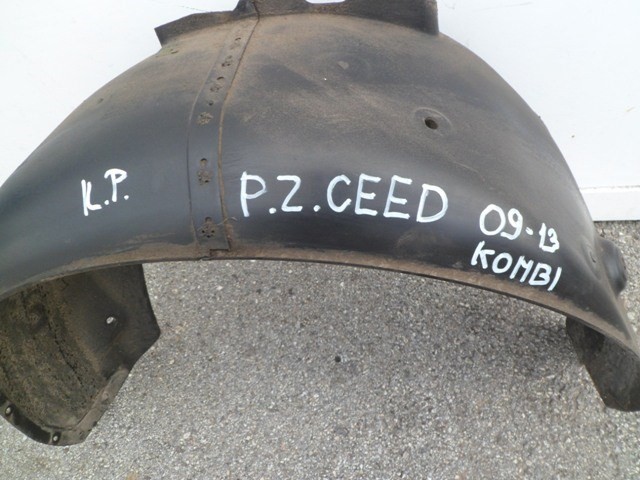 K.P.
P.Z.CEED
09-13
KOMBI